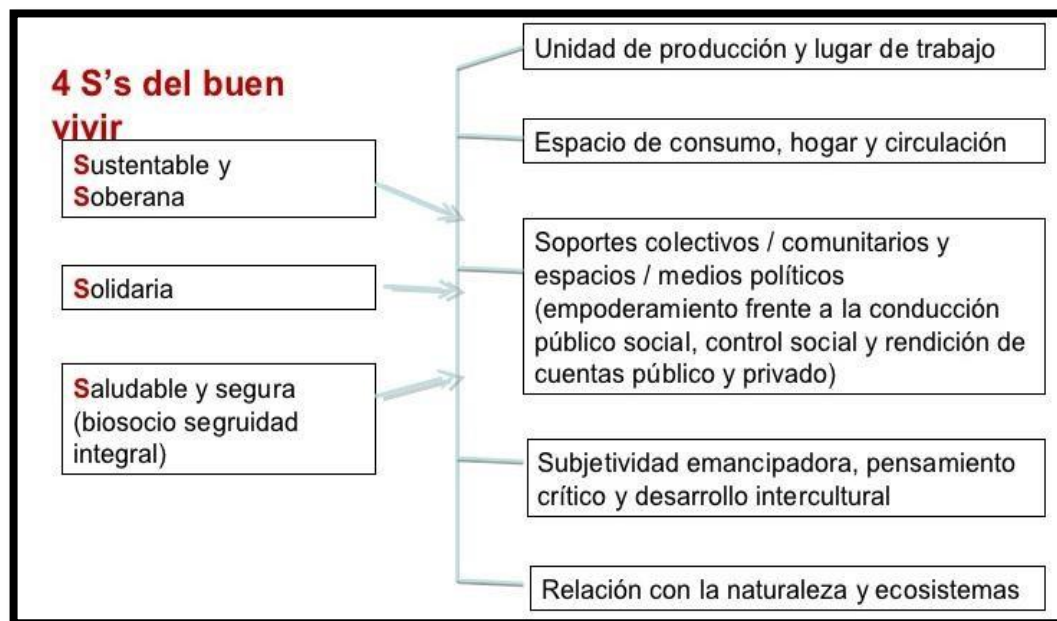 4 S's del buen
vivir
Sustentable y
Soberana
Solidaria
Saludable y segura
(biosocio segruidad
integral)
Unidad de producción y lugar de trabajo
Espacio de consumo, hogar y circulación
Soportes colectivos / comunitarios y
espacios / medios políticos
(empoderamiento frente a la conducción
público social, control social y rendición de
cuentas público y privado)
Subjetividad emancipadora, pensamiento
crítico y desarrollo intercultural
Relación con la naturaleza y ecosistemas